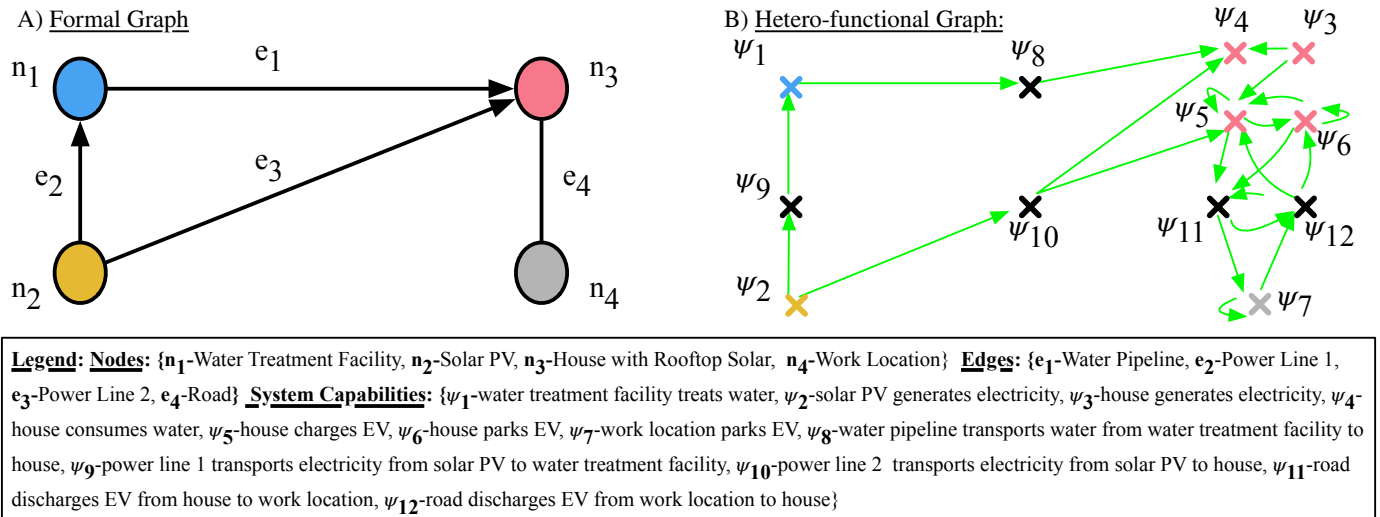 A) Formal Graph
B) Hetero-functional Graph:
n1
e1
n3
e2
e3
e4
n2
n4
ψ1
ψ8
ψ4
ψ3
ψ5
ψ6
ψ9
ψ10
ψ11
ψ12
ψ2
ψ7
Legend: Nodes: {n1-Water Treatment Facility, n2-Solar PV, n3-House with Rooftop Solar, n4-Work Location} Edges: {e1-Water Pipeline, e2-Power Line 1,
e3-Power Line 2, e4-Road} System Capabilities: {ψ1-water treatment facility treats water, ψ2-solar PV generates electricity, ψ3-house generates electricity, ψ4-
house consumes water, ψ5-house charges EV, ψ6-house parks EV, ψ7-work location parks EV, ψ8-water pipeline transports water from water treatment facility to
house, ψ9-power line 1 transports electricity from solar PV to water treatment facility, ψ10-power line 2 transports electricity from solar PV to house, ψ11-road
discharges EV from house to work location, ψ12-road discharges EV from work location to house}